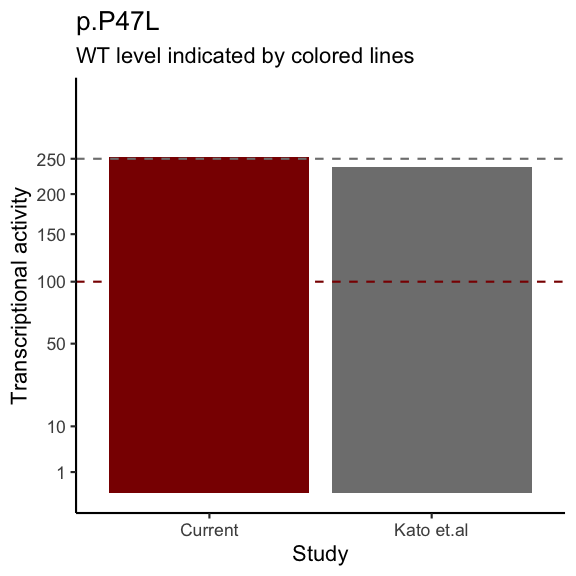 p.P47L
WT level indicated by colored lines
Transcriptional activity
250
200
150
100
50
10
1
Current
Kato et.al
Study